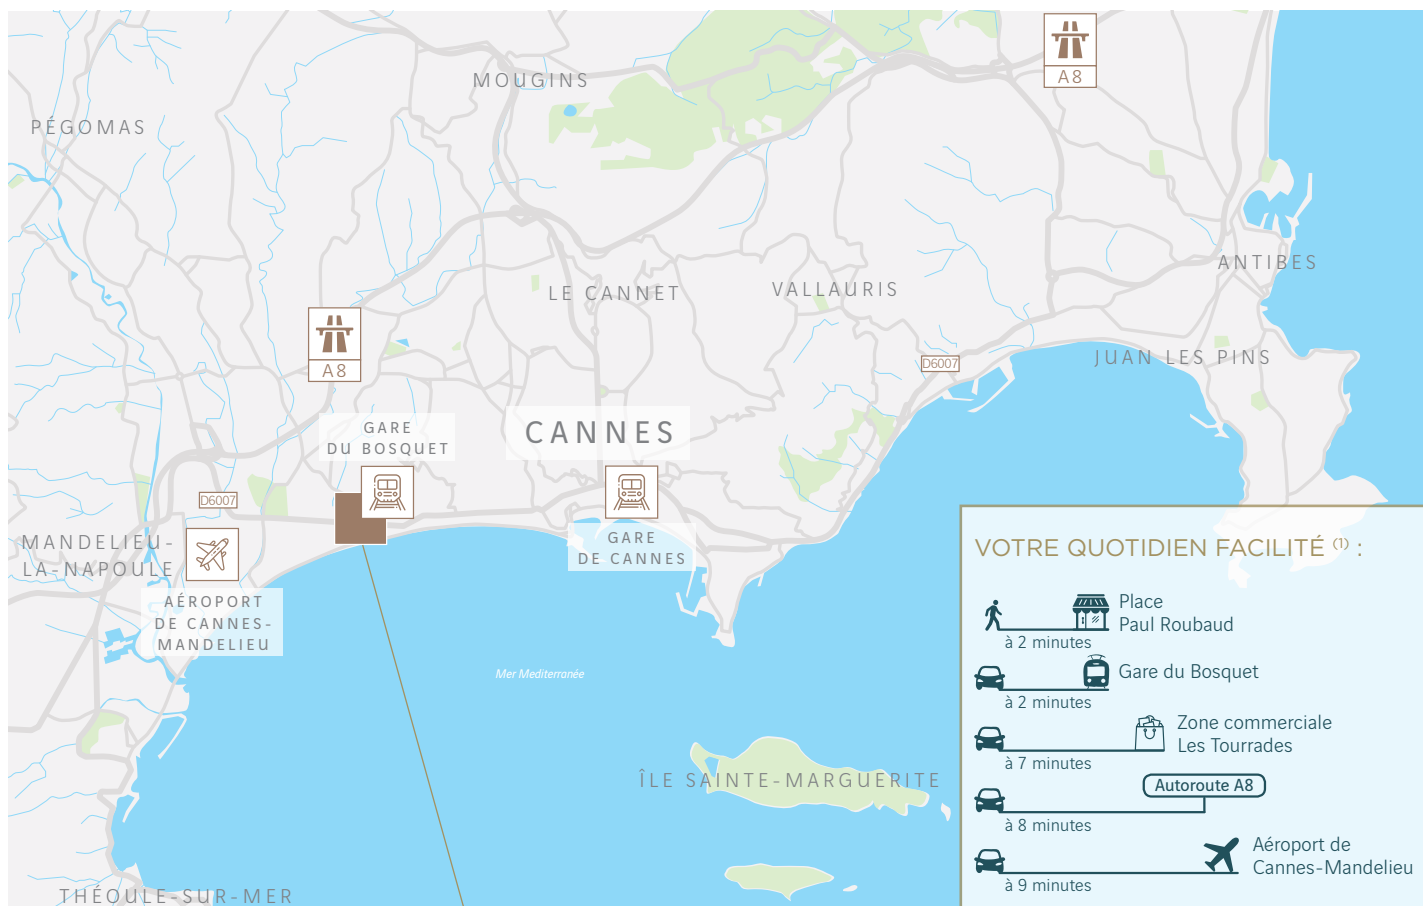 A8
MOUGINS
PÉGOMAS
ANTIBES
LE CANNET
VALLAURIS
A8
D6007
JUAN LES PINS
GARE
DU BOSQUET
CANNES
D6007
GARE
DE CANNES
MANDELIEU-
LA-NAPOULE
AÉROPORT
DE CANNES-
MANDELIEU
Mer Mediterranée
ÎLE SAINTE-MARGUERITE
THÉOULE-SUR-MER
VOTRE QUOTIDIEN FACILITÉ (1) :
Place
Paul Roubaud
à 2 minutes
Gare du Bosquet
à 2 minutes
Zone commerciale
Les Tourrades
à 7 minutes
Autoroute A8
à 8 minutes
Aéroport de
Cannes-Mandelieu
à 9 minutes